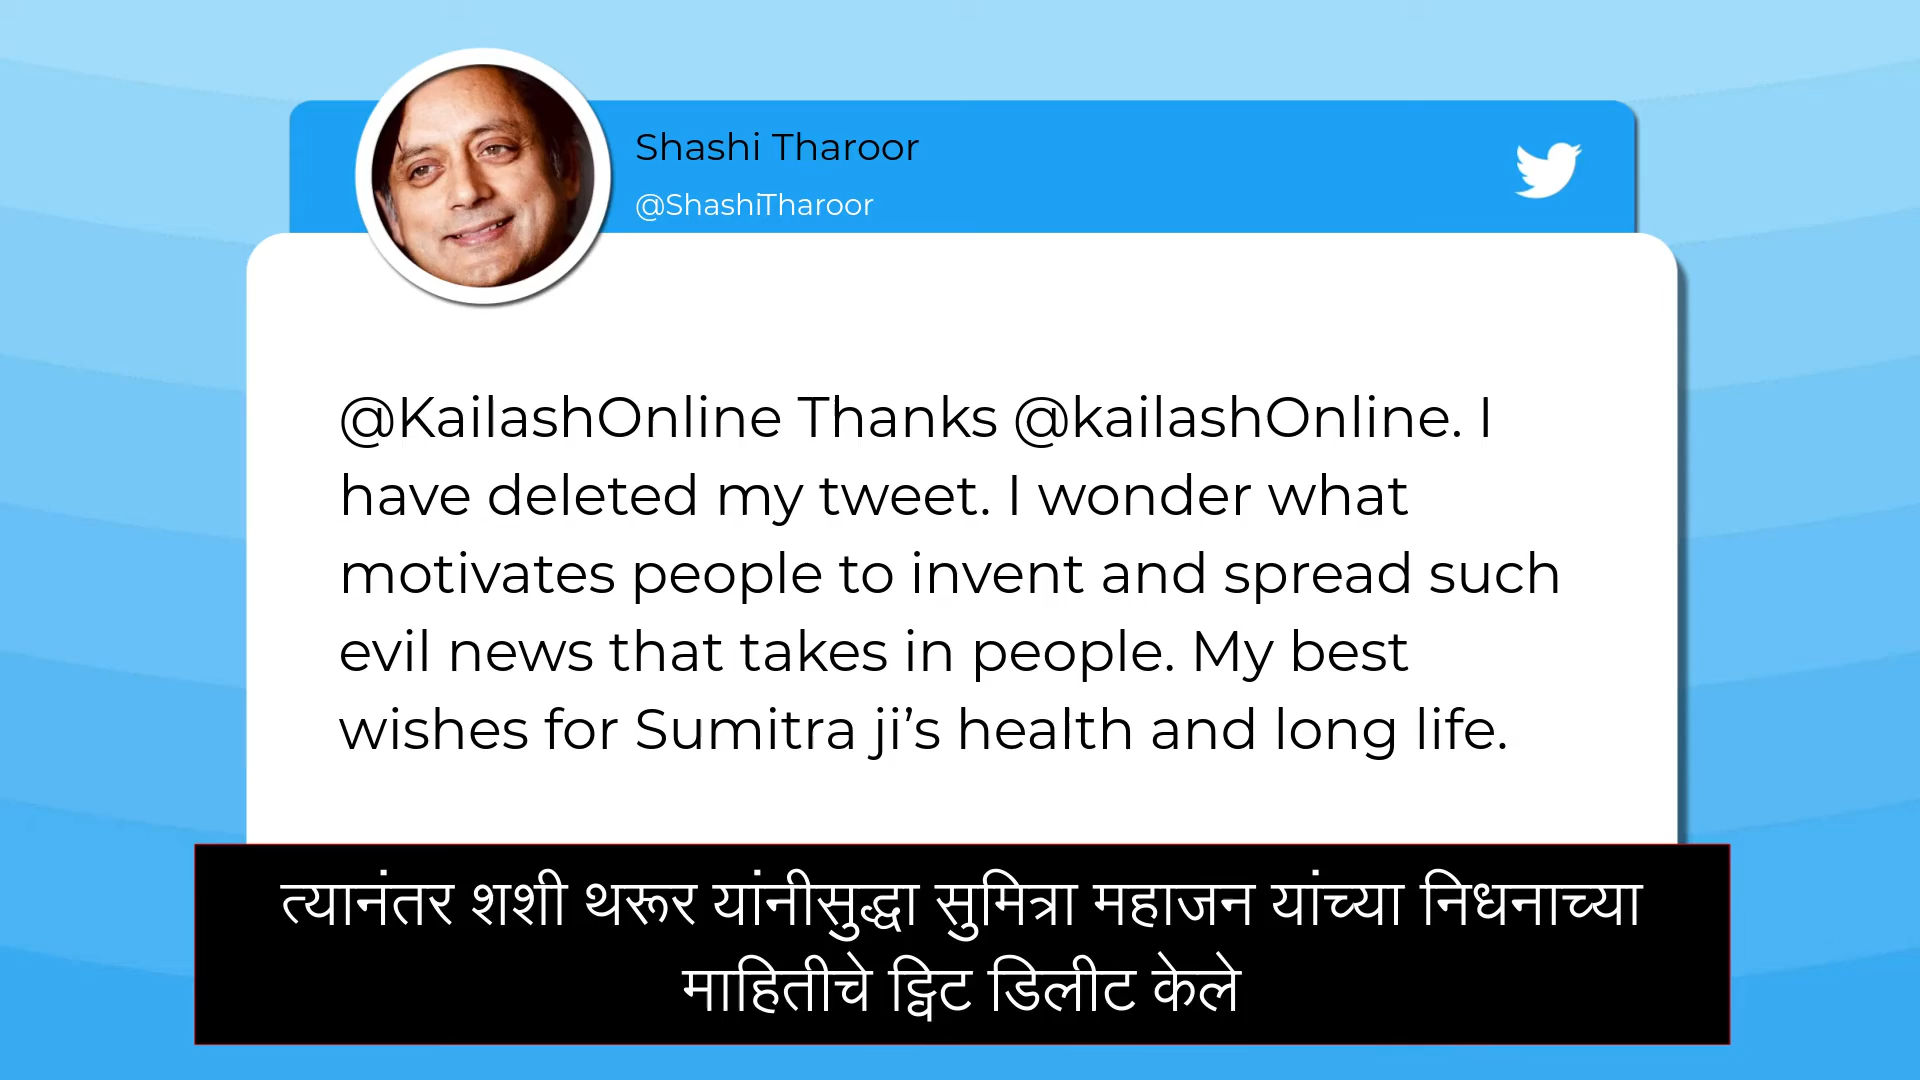 Shashi Tharoor
@ShashiTharoor
@KailashOnline Thanks @kailashOnline. I
have deleted my tweet. I wonder what
motivates people to invent and spread such
evil news that takes in people. My best
wishes for Sumitra ji’s health and long life.
त्यानंतर शशी थरूर यांनीसुद्धा सुमित्रा महाजन यांच्या निधनाच्या
माहितीचे ट्विट डिलीट केले